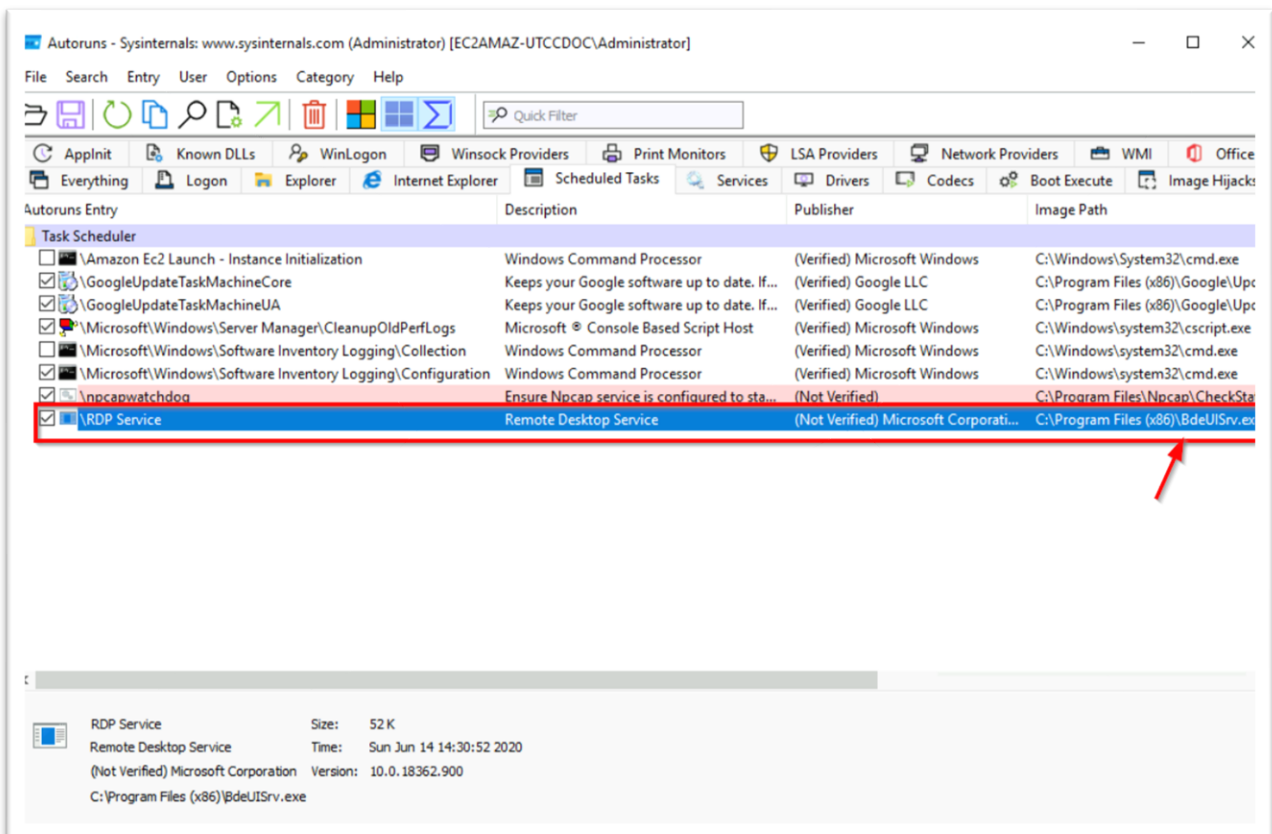 Autoruns - Sysinternals: www.sysinternals.com (Administrator) [EC2AMAZ-UTCCDOC\Administrator]
File Search Entry User Options Category Help
Quick Filter
AppInit Known DLLs WinLogon Winsock Providers Print Monitors LSA Providers Network Providers WMI Office
Everything Logon Explorer Internet Explorer Scheduled Tasks Services Drivers Codecs Boot Execute Image Hijacks
Autoruns Entry Description Publisher Image Path
Task Scheduler
\Amazon Ec2 Launch - Instance Initialization Windows Command Processor (Verified) Microsoft Windows C:\Windows\System32\cmd.exe
\GoogleUpdateTaskMachineCore Keeps your Google software up to date. If... (Verified) Google LLC C:\Program Files (x86)\Google\Upd
\GoogleUpdateTaskMachineUA Keeps your Google software up to date. If... (Verified) Google LLC C:\Program Files (x86)\Google\Upd
\Microsoft\Windows\Server Manager\CleanupOldPerfLogs Microsoft ® Console Based Script Host (Verified) Microsoft Windows C:\Windows\system32\cscript.exe
\Microsoft\Windows\Software Inventory Logging\Collection Windows Command Processor (Verified) Microsoft Windows C:\Windows\system32\cmd.exe
\Microsoft\Windows\Software Inventory Logging\Configuration Windows Command Processor (Verified) Microsoft Windows C:\Windows\system32\cmd.exe
\npcapwatchdog Ensure Npcap service is configured to sta... (Not Verified) C:\Program Files\Npcap\CheckSta
\RDP Service Remote Desktop Service (Not Verified) Microsoft Corporati... C:\Program Files (x86)\BdeUISrv.ex
RDP Service Size: 52 K
Remote Desktop Service Time: Sun Jun 14 14:30:52 2020
(Not Verified) Microsoft Corporation Version: 10.0.18362.900
C:\Program Files (x86)\BdeUISrv.exe